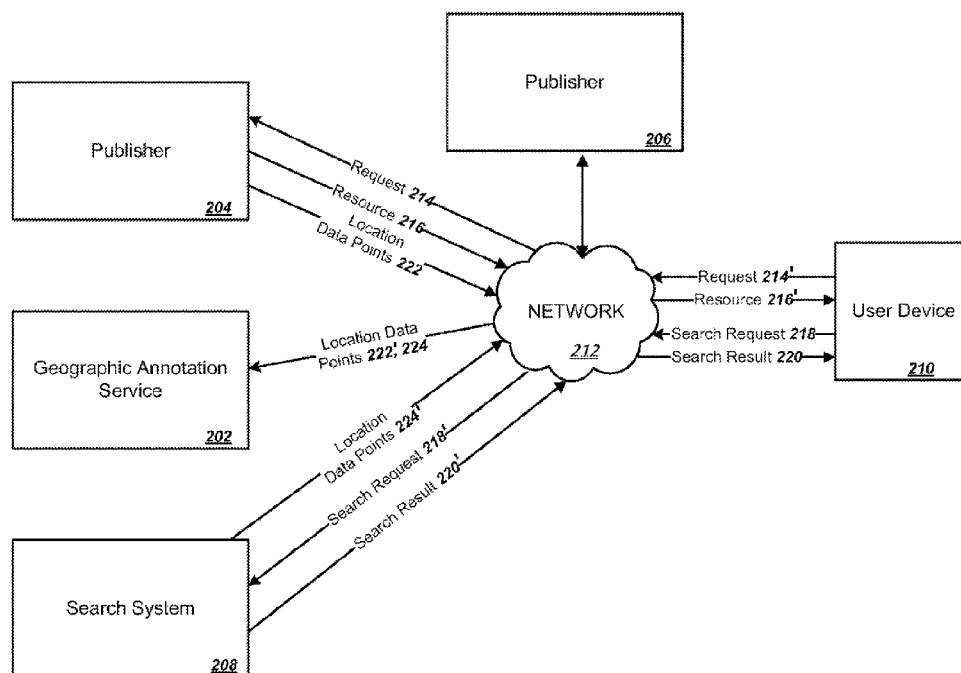 Publisher
206
Publisher
204
Request 214
Resource 216
Location
Data Points 222
NETWORK
212
Request 214'
Resource 216'
Search Request 218
Search Result 220
User Device
210
Geographic Annotation
Service
202
Location Data
Points 222', 224
Location
Data Points 224'
Search Request 218'
Search Result 220'
Search System
208